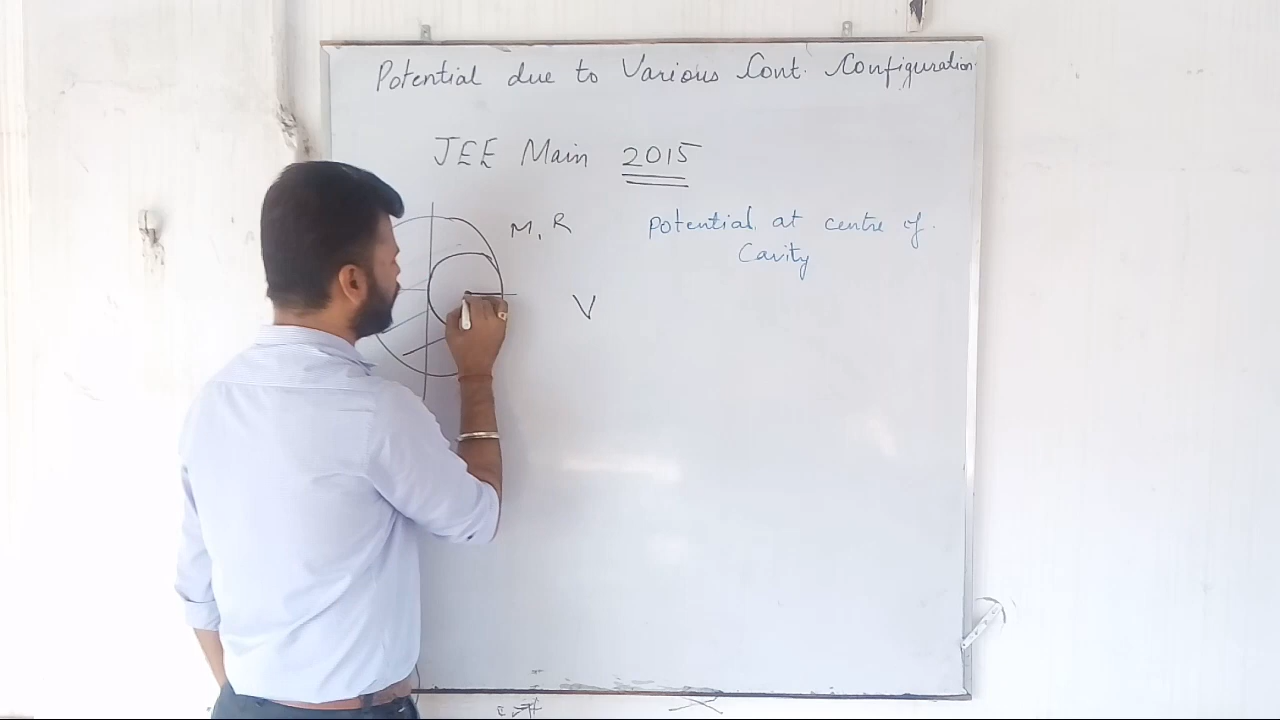 Potential due to Various Cont. Configuration
JEE Main 2015
M, R
Potential at centre of
Cavity
V